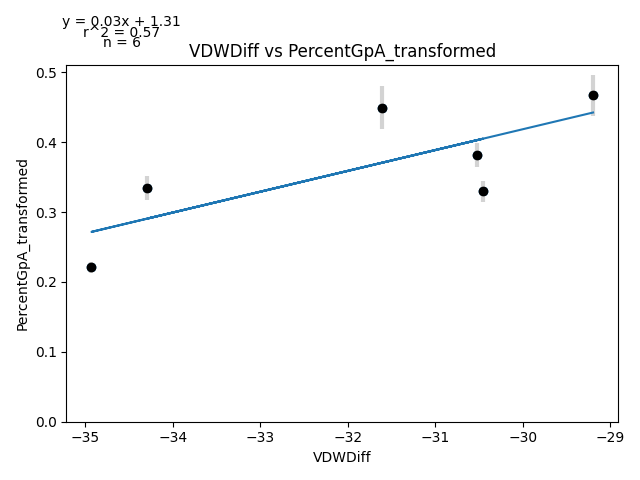 y = 0.03x + 1.31
r^2 = 0.57
n = 6
VDWDiff vs PercentGpA_transformed
PercentGpA_transformed
0.5
0.4
0.3
0.2
0.1
0.0
−35
−34
−33
−32
−31
−30
−29
VDWDiff